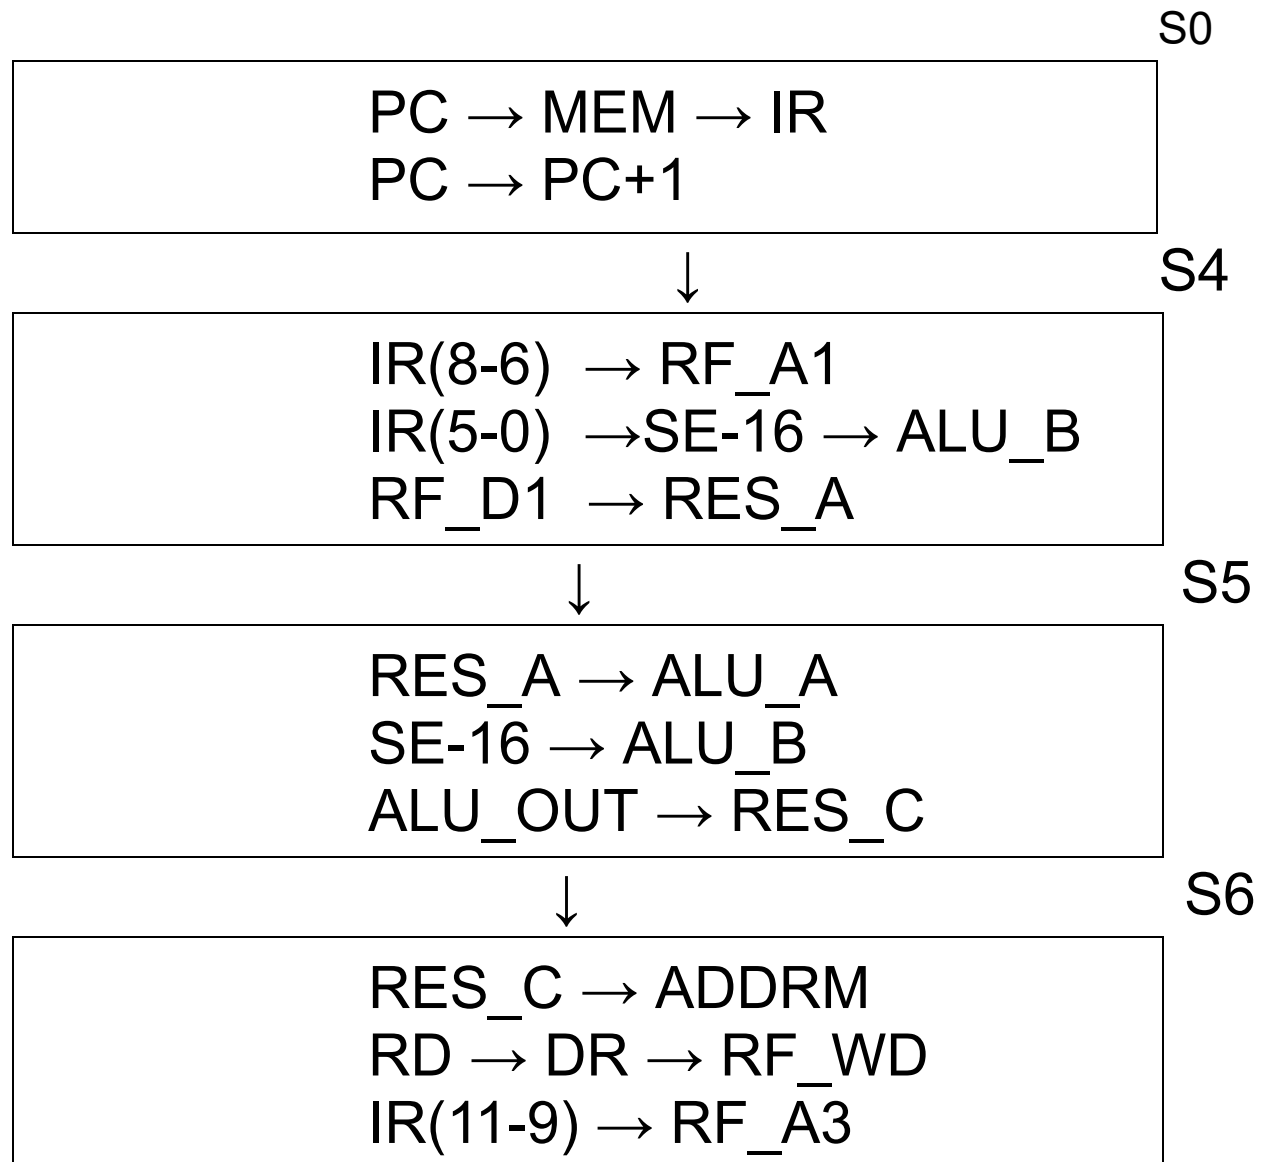 S0
PC → MEM → IR
PC → PC+1
↓
S4
IR(8-6) → RF_A1
IR(5-0) →SE-16 → ALU_B
RF_D1 → RES_A
↓
S5
RES_A → ALU_A
SE-16 → ALU_B
ALU_OUT → RES_C
↓
S6
RES_C → ADDRM
RD → DR → RF_WD
IR(11-9) → RF_A3